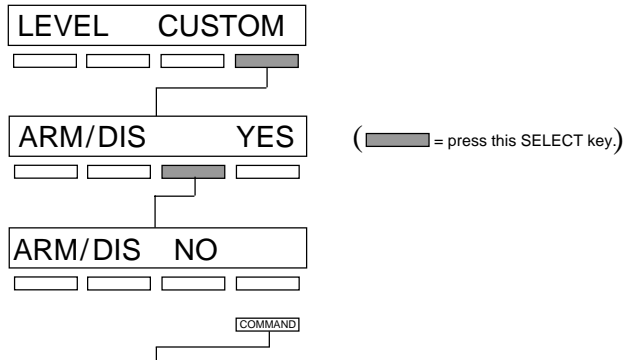 LEVEL CUSTOM
ARM/DIS YES
( = press this SELECT key.)
ARM/DIS NO
COMMAND